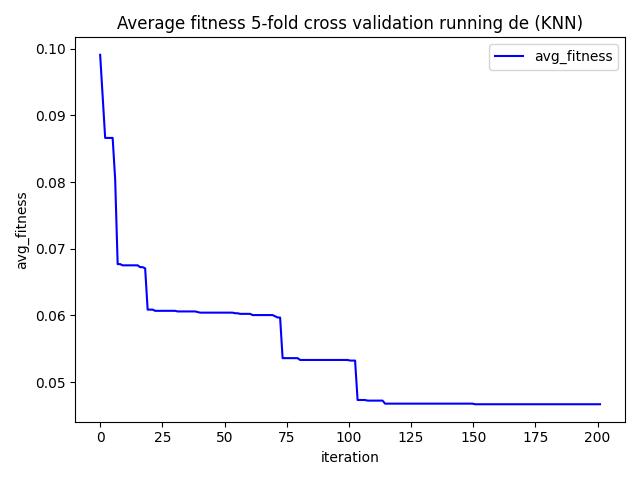 Average fitness 5-fold cross validation running de (KNN)
avg_fitness
0.10
0.09
0.08
0.07
0.06
0.05
avg_fitness
0 25 50 75 100 125 150 175 200
iteration